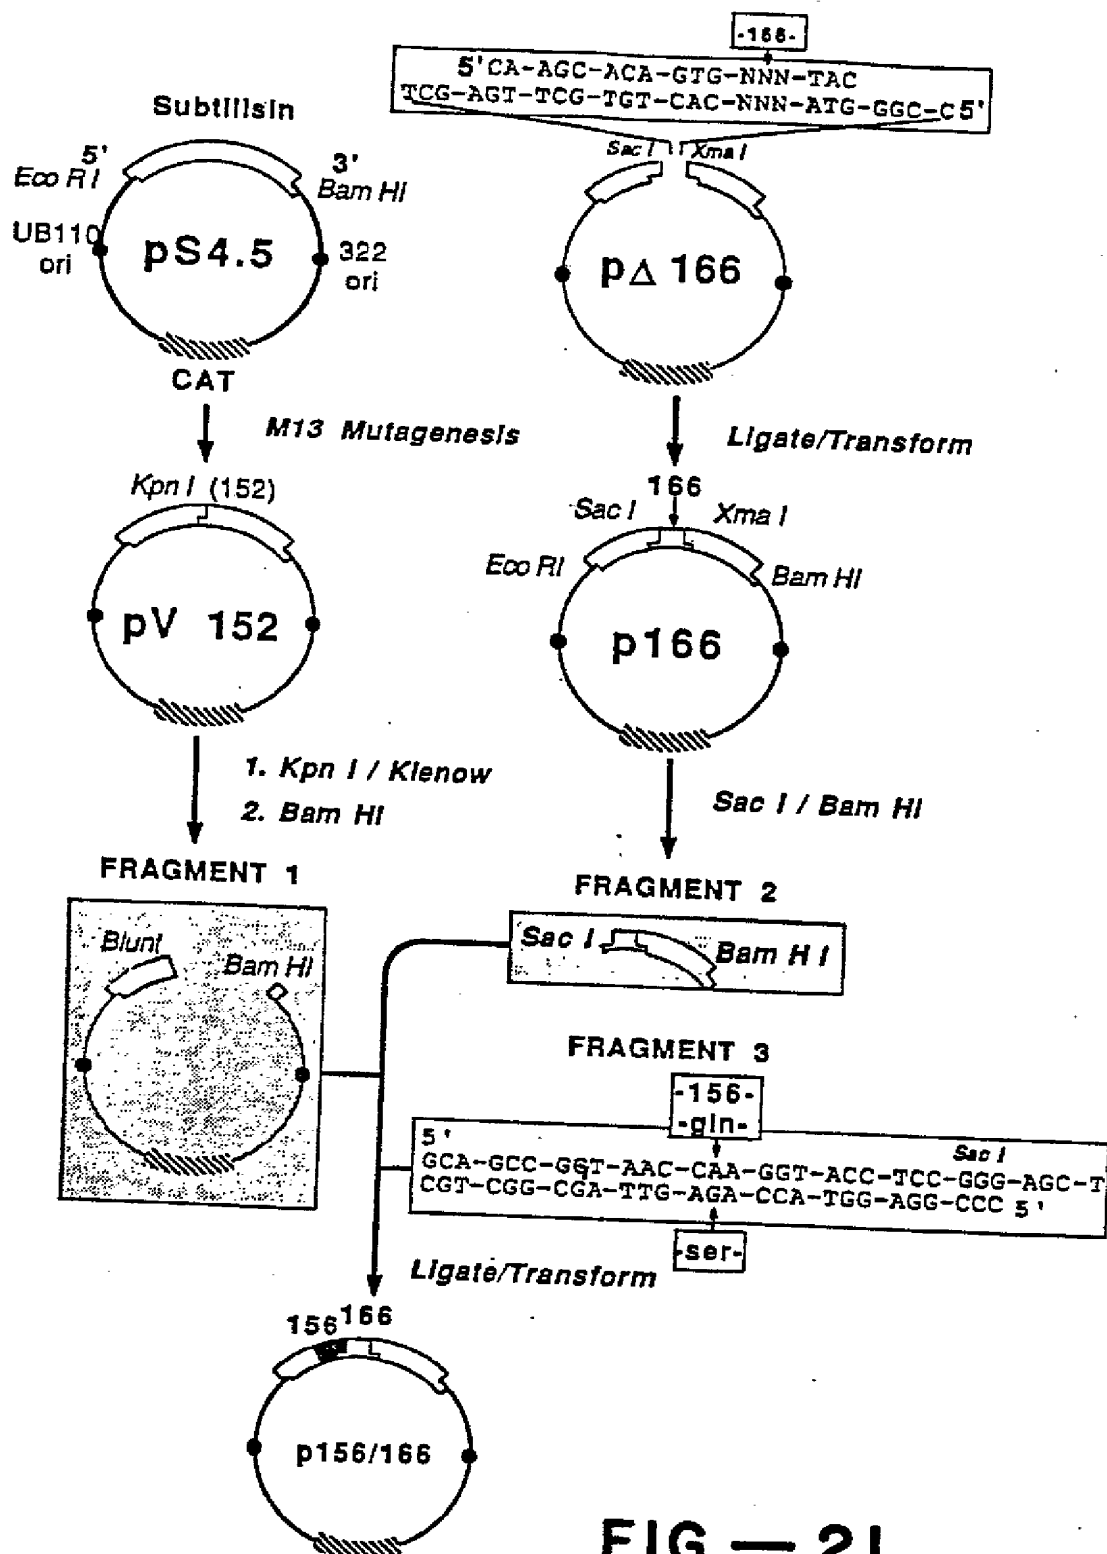 -166-
5'CA-AGC-ACA-GTG-NNN-TAC
TCG-AGT-TCG-TGT-CAC-NNN-ATG-GGC-C5'
Sac I
Xma I
Subtilisin
5'
Eco RI
3'
Bam HI
UB110
ori
pS4.5
322
ori
CAT
pΔ 166
M13 Mutagenesis
Ligate/Transform
Kpn I (152)
166
Sac I
Xma I
Eco RI
Bam HI
pV 152
p166
1. Kpn I / Klenow
2. Bam HI
Sac I / Bam HI
FRAGMENT 1
FRAGMENT 2
Blunt
Bam HI
Sac I
Bam H I
FRAGMENT 3
-156-
-gln-
5'
Sac I
GCA-GCC-GGT-AAC-CAA-GGT-ACC-TCC-GGG-AGC-T
CGT-CGG-CGA-TTG-AGA-CCA-TGG-AGG-CCC 5'
-ser-
Ligate/Transform
156
166
p156/166
FIG — 21